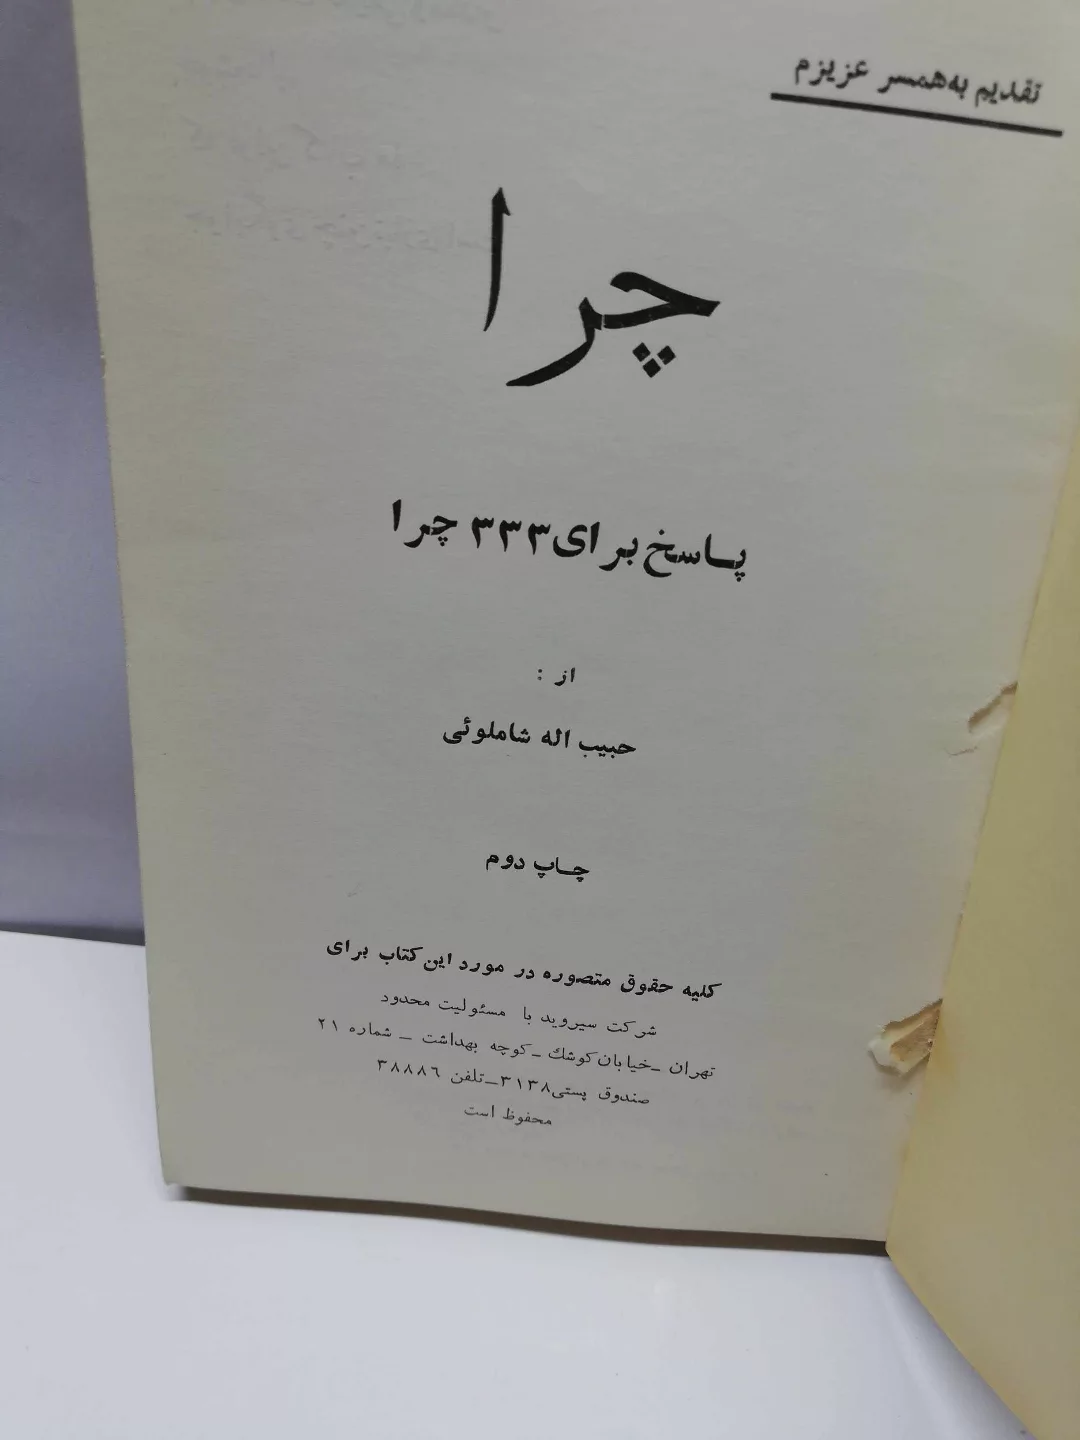 تقدیم به همسر عزیزم
چرا
پاسخ برای ۳۳۳ چرا
از :
حبیب اله شاملوئی
چاپ دوم
کلیه حقوق متصوره در مورد این کتاب برای
شرکت سیروید با مسئولیت محدود
تهران ـ خیابان کوشك ـ کوچه بهداشت ـ شماره ۲۱
صندوق پستی ۳۱۳۸ ـ تلفن ۳۸۸۸۶
محفوظ است